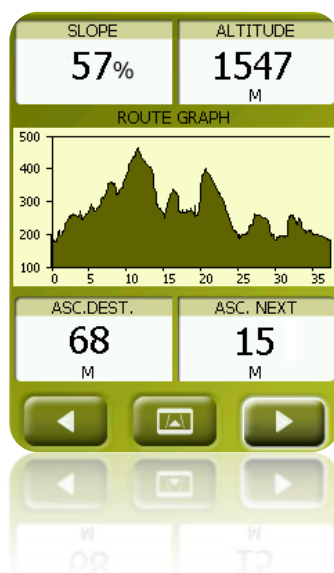 SLOPE ALTITUDE
57% 1547
M
ROUTE GRAPH
500
400
300
200
100
0 5 10 15 20 25 30 35
ASC.DEST. ASC. NEXT
68 15
M M